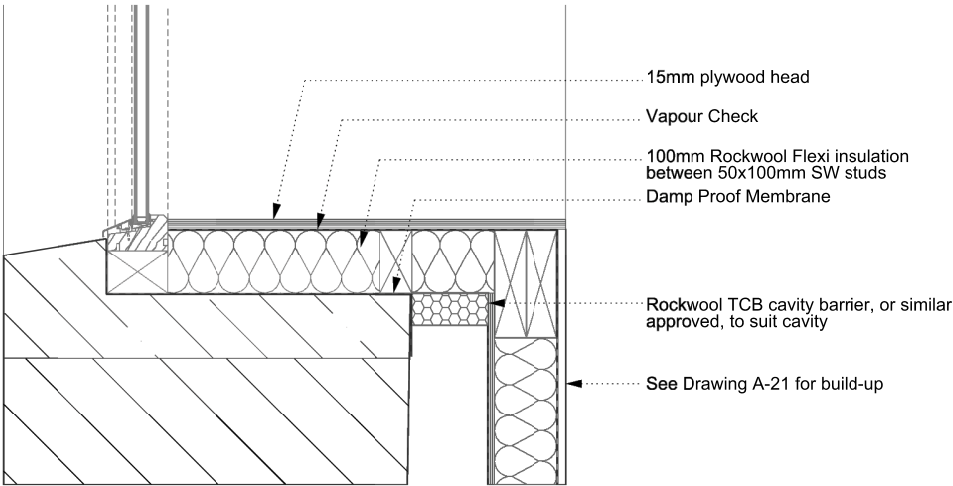 15mm plywood head
Vapour Check
100mm Rockwool Flexi insulation
between 50x100mm SW studs
Damp Proof Membrane
Rockwool TCB cavity barrier, or similar
approved, to suit cavity
See Drawing A-21 for build-up